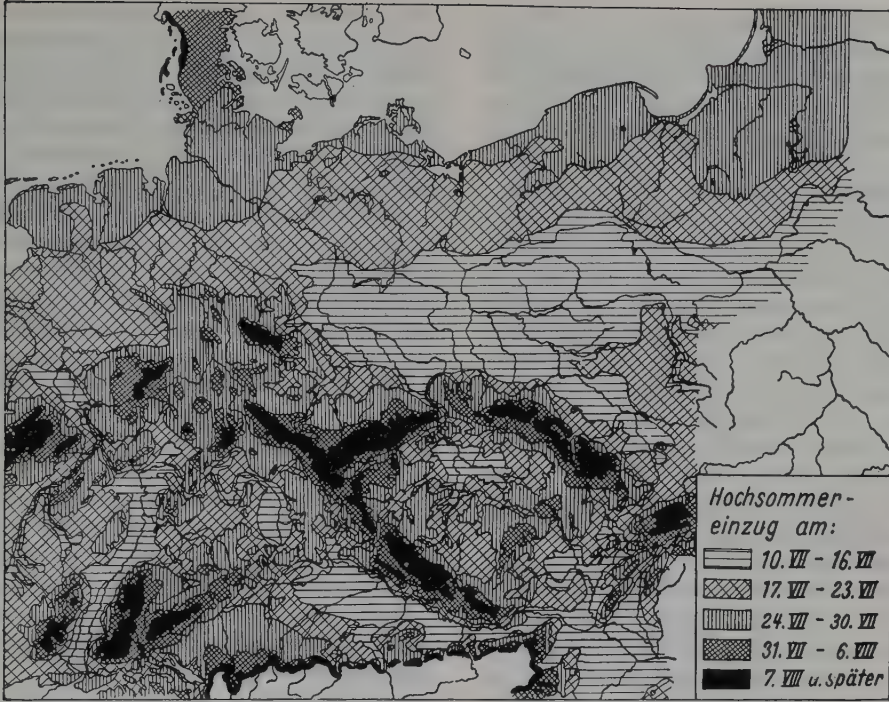 Hochsommer-
einzug am:
10. VII - 16. VII
17. VII - 23. VII
24. VII - 30. VII
31. VII - 6. VIII
7. VIII u. später